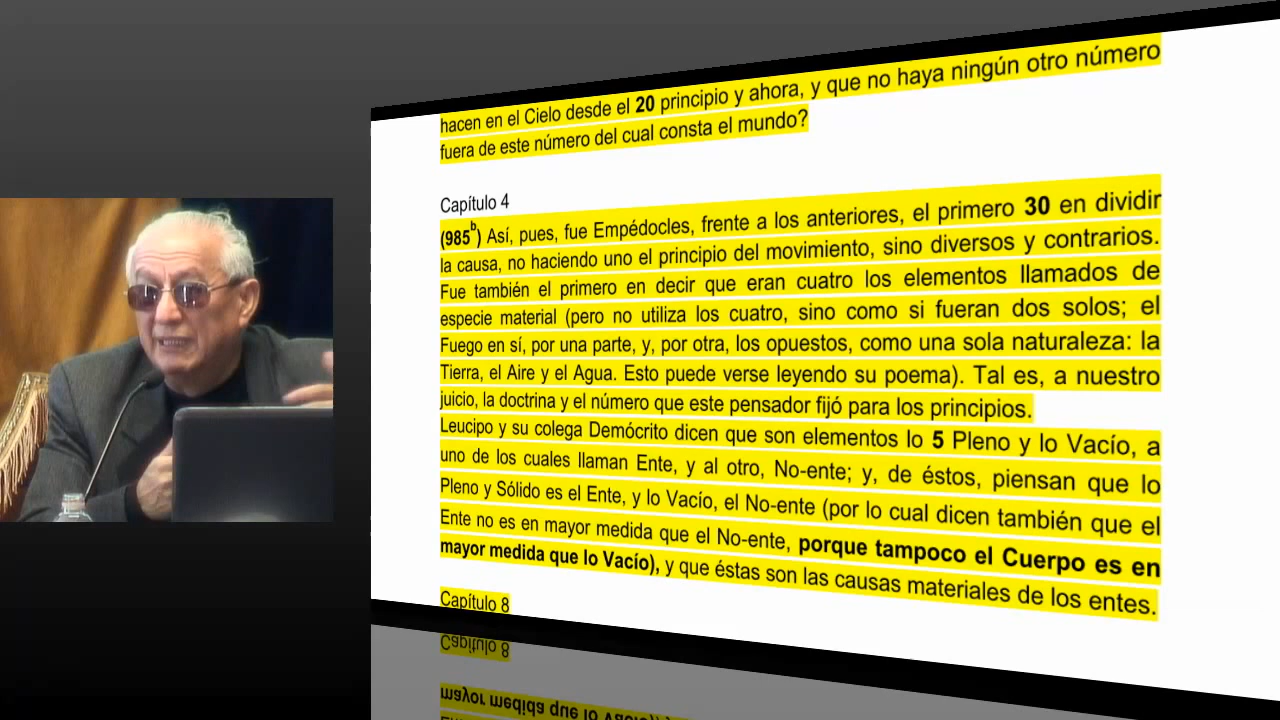 hacen en el Cielo desde el 20 principio y ahora, y que no haya ningún otro número
fuera de este número del cual consta el mundo?
Capítulo 4
(985b) Así, pues, fue Empédocles, frente a los anteriores, el primero 30 en dividir
la causa, no haciendo uno el principio del movimiento, sino diversos y contrarios.
Fue también el primero en decir que eran cuatro los elementos llamados de
especie material (pero no utiliza los cuatro, sino como si fueran dos solos; el
Fuego en sí, por una parte, y, por otra, los opuestos, como una sola naturaleza: la
Tierra, el Aire y el Agua. Esto puede verse leyendo su poema). Tal es, a nuestro
juicio, la doctrina y el número que este pensador fijó para los principios.
Leucipo y su colega Demócrito dicen que son elementos lo 5 Pleno y lo Vacío, a
uno de los cuales llaman Ente, y al otro, No-ente; y, de éstos, piensan que lo
Pleno y Sólido es el Ente, y lo Vacío, el No-ente (por lo cual dicen también que el
Ente no es en mayor medida que el No-ente, porque tampoco el Cuerpo es en
mayor medida que lo Vacío), y que éstas son las causas materiales de los entes.
Capítulo 8